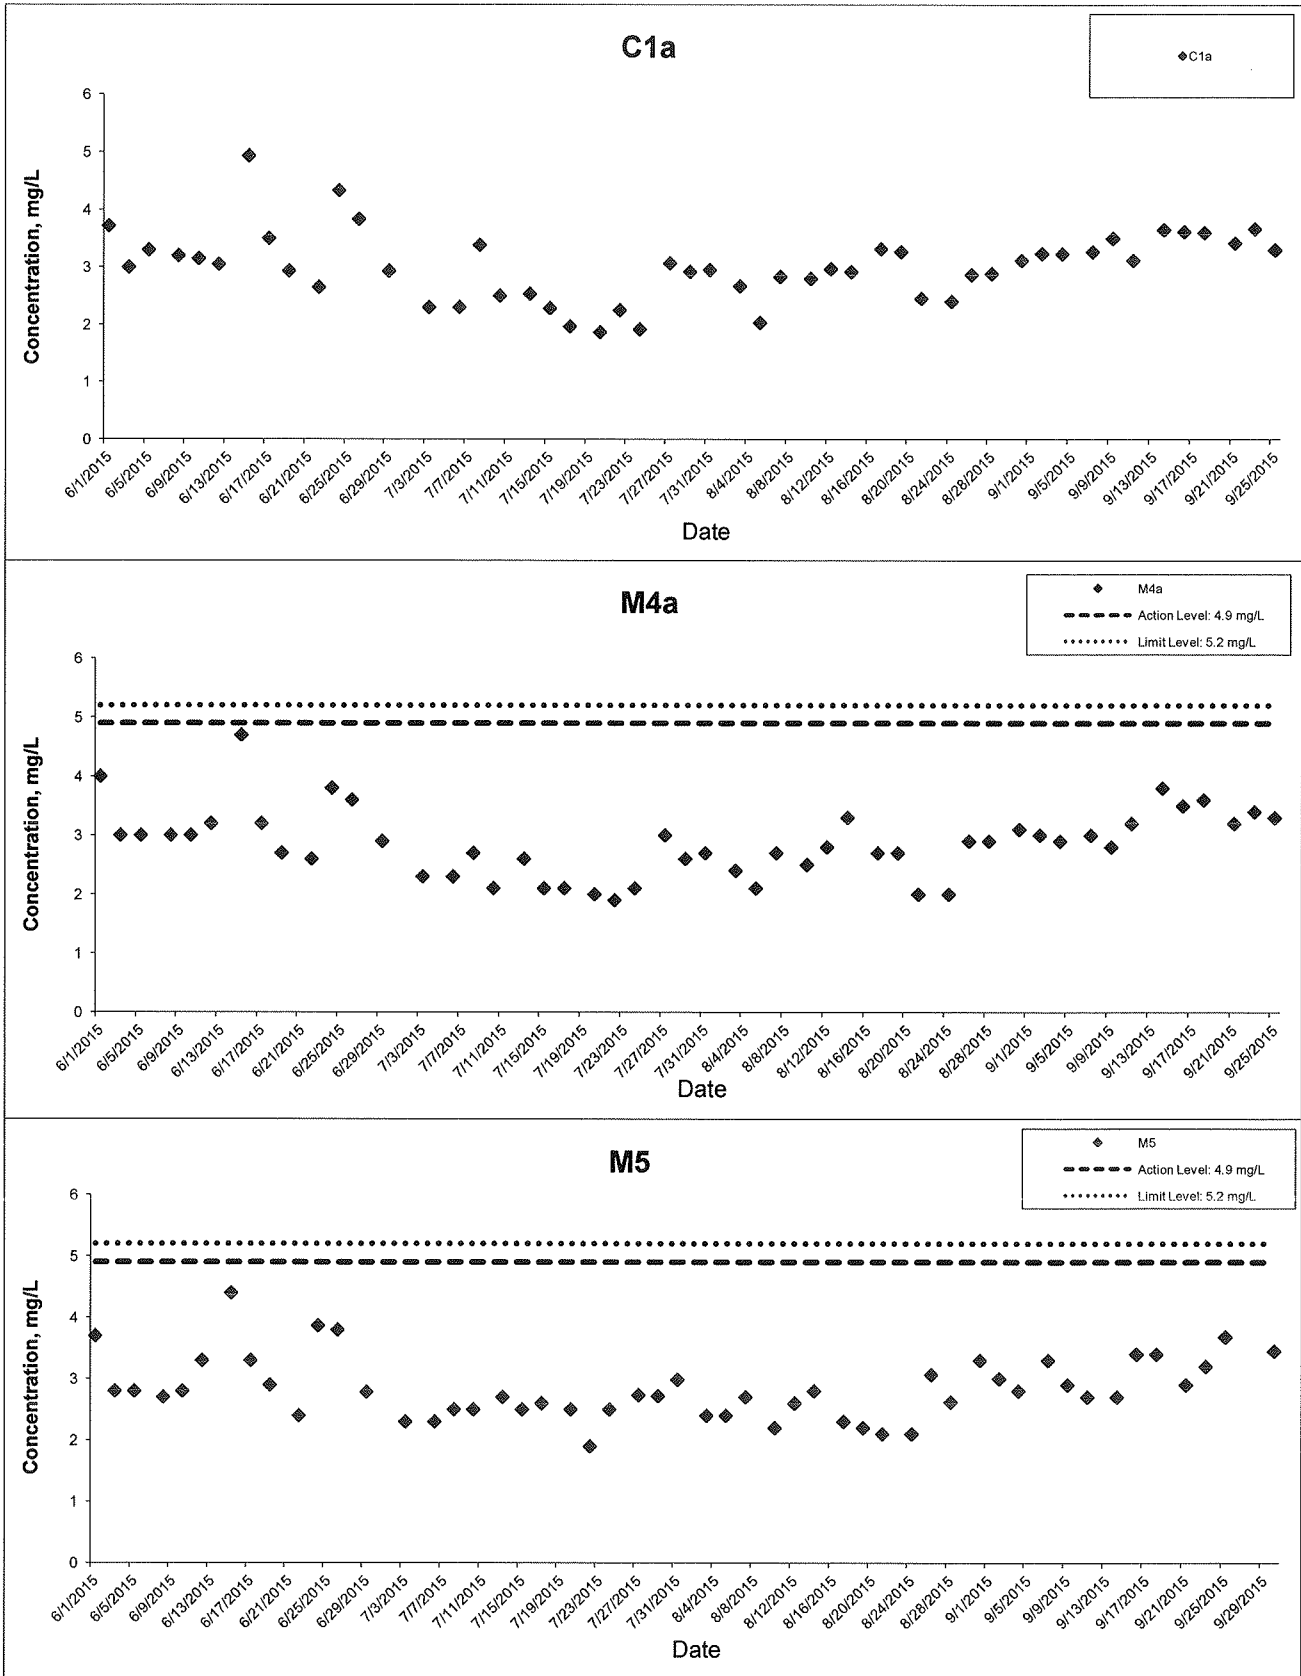 C1a
C1a
6
5
4
3
2
1
0
Concentration, mg/L
6/1/2015 6/5/2015 6/9/2015 6/13/2015 6/17/2015 6/21/2015 6/25/2015 6/29/2015 7/3/2015 7/7/2015 7/11/2015 7/15/2015 7/19/2015 7/23/2015 7/27/2015 7/31/2015 8/4/2015 8/8/2015 8/12/2015 8/16/2015 8/20/2015 8/24/2015 8/28/2015 9/1/2015 9/5/2015 9/9/2015 9/13/2015 9/17/2015 9/21/2015 9/25/2015
Date
M4a
M4a
Action Level: 4.9 mg/L
Limit Level: 5.2 mg/L
6
5
4
3
2
1
0
Concentration, mg/L
6/1/2015 6/5/2015 6/9/2015 6/13/2015 6/17/2015 6/21/2015 6/25/2015 6/29/2015 7/3/2015 7/7/2015 7/11/2015 7/15/2015 7/19/2015 7/23/2015 7/27/2015 7/31/2015 8/4/2015 8/8/2015 8/12/2015 8/16/2015 8/20/2015 8/24/2015 8/28/2015 9/1/2015 9/5/2015 9/9/2015 9/13/2015 9/17/2015 9/21/2015 9/25/2015
Date
M5
M5
Action Level: 4.9 mg/L
Limit Level: 5.2 mg/L
6
5
4
3
2
1
0
Concentration, mg/L
6/1/2015 6/5/2015 6/9/2015 6/13/2015 6/17/2015 6/21/2015 6/25/2015 6/29/2015 7/3/2015 7/7/2015 7/11/2015 7/15/2015 7/19/2015 7/23/2015 7/27/2015 7/31/2015 8/4/2015 8/8/2015 8/12/2015 8/16/2015 8/20/2015 8/24/2015 8/28/2015 9/1/2015 9/5/2015 9/9/2015 9/13/2015 9/17/2015 9/21/2015 9/25/2015 9/29/2015
Date